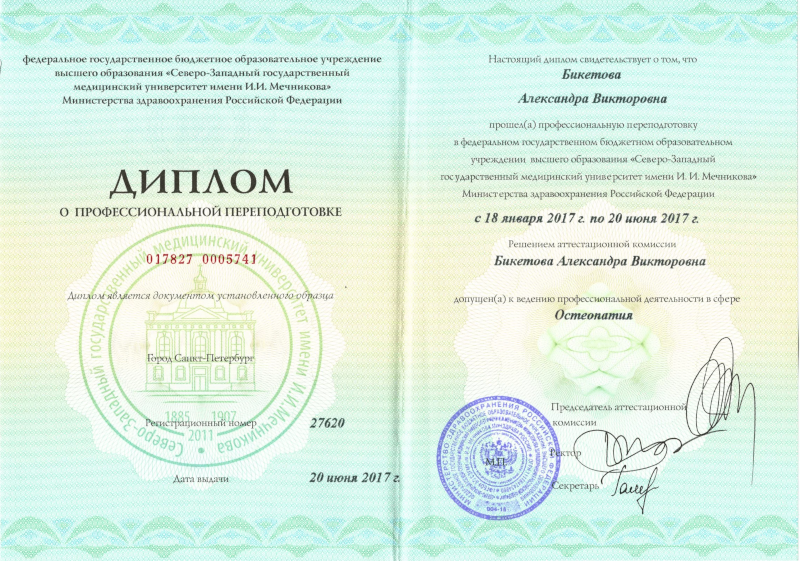 федеральное государственное бюджетное образовательное учреждение
высшего образования «Северо-Западный государственный
медицинский университет имени И.И. Мечникова»
Министерства здравоохранения Российской Федерации
ДИПЛОМ
О ПРОФЕССИОНАЛЬНОЙ ПЕРЕПОДГОТОВКЕ
017827 0005741
Диплом является документом установленного образца
Город Санкт-Петербург
Регистрационный номер 27620
Дата выдачи 20 июня 2017 г.
Северо-Западный государственный медицинский университет имени И.И.Мечникова
1885 1907
2011
Настоящий диплом свидетельствует о том, что
Бикетова
Александра Викторовна
прошел(а) профессиональную переподготовку
в федеральном государственном бюджетном образовательном
учреждении высшего образования «Северо-Западный
государственный медицинский университет имени И. И. Мечникова»
Министерства здравоохранения Российской Федерации
с 18 января 2017 г. по 20 июня 2017 г.
Решением аттестационной комиссии
Бикетова Александра Викторовна
допущен(а) к ведению профессиональной деятельности в сфере
Остеопатия
Председатель аттестационной
комиссии
Ректор
Секретарь
М.П.
МИНИСТЕРСТВО ЗДРАВООХРАНЕНИЯ РОССИЙСКОЙ ФЕДЕРАЦИИ